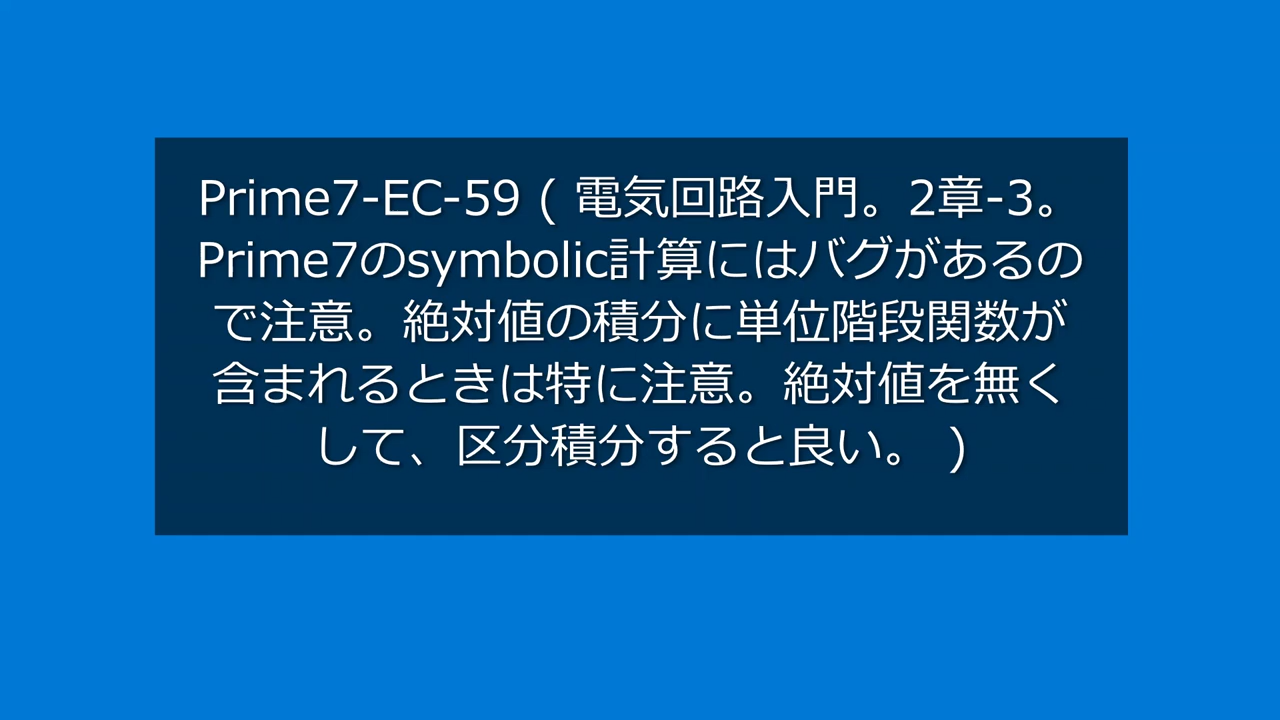 Prime7-EC-59 ( 電気回路入門。2章-3。
Prime7のsymbolic計算にはバグがあるの
で注意。絶対値の積分に単位階段関数が
含まれるときは特に注意。絶対値を無く
して、区分積分すると良い。 )